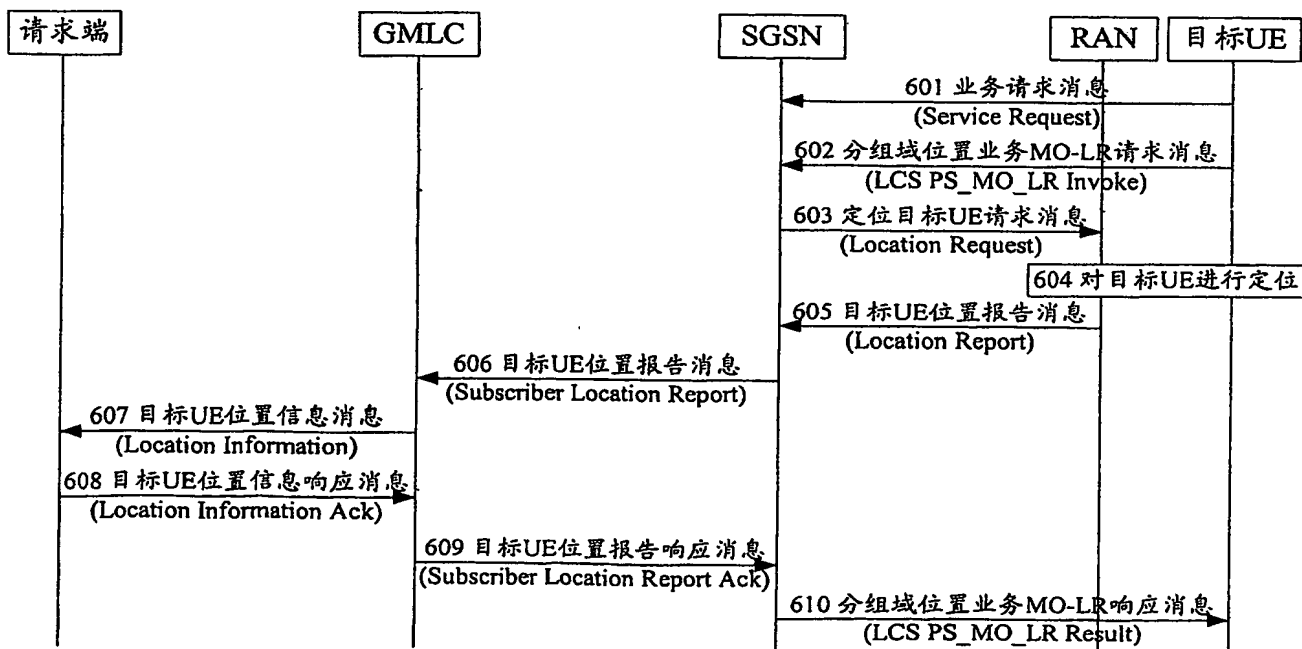 请求端
GMLC
SGSN
RAN
目标UE
601 业务请求消息
(Service Request)
602 分组域位置业务MO-LR请求消息
(LCS PS_MO_LR Invoke)
603 定位目标UE请求消息
(Location Request)
604 对目标UE进行定位
605 目标UE位置报告消息
(Location Report)
606 目标UE位置报告消息
(Subscriber Location Report)
607 目标UE位置信息消息
(Location Information)
608 目标UE位置信息响应消息
(Location Information Ack)
609 目标UE位置报告响应消息
(Subscriber Location Report Ack)
610 分组域位置业务MO-LR响应消息
(LCS PS_MO_LR Result)